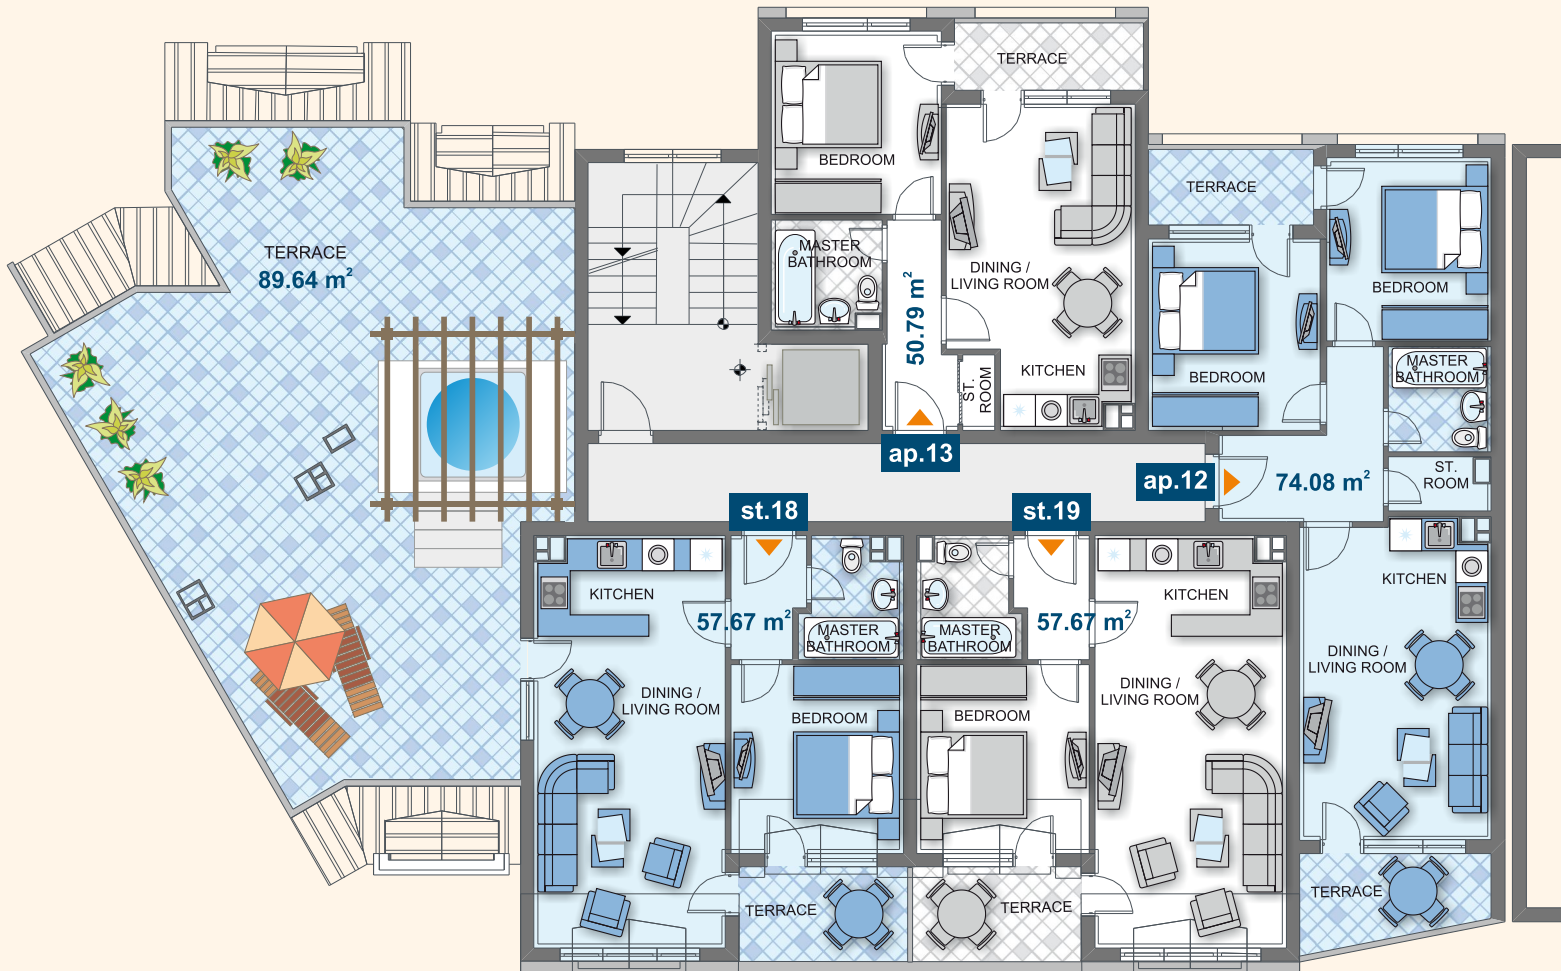 TERRACE
89.64 m²
BEDROOM
TERRACE
MASTER
BATHROOM
50.79 m²
DINING /
LIVING ROOM
ST.
ROOM
KITCHEN
ap.13
TERRACE
BEDROOM
BEDROOM
MASTER
BATHROOM
ap.12
74.08 m²
ST.
ROOM
KITCHEN
DINING /
LIVING ROOM
TERRACE
st.18
KITCHEN
57.67 m²
MASTER
BATHROOM
DINING /
LIVING ROOM
BEDROOM
TERRACE
st.19
MASTER
BATHROOM
57.67 m²
KITCHEN
BEDROOM
DINING /
LIVING ROOM
TERRACE